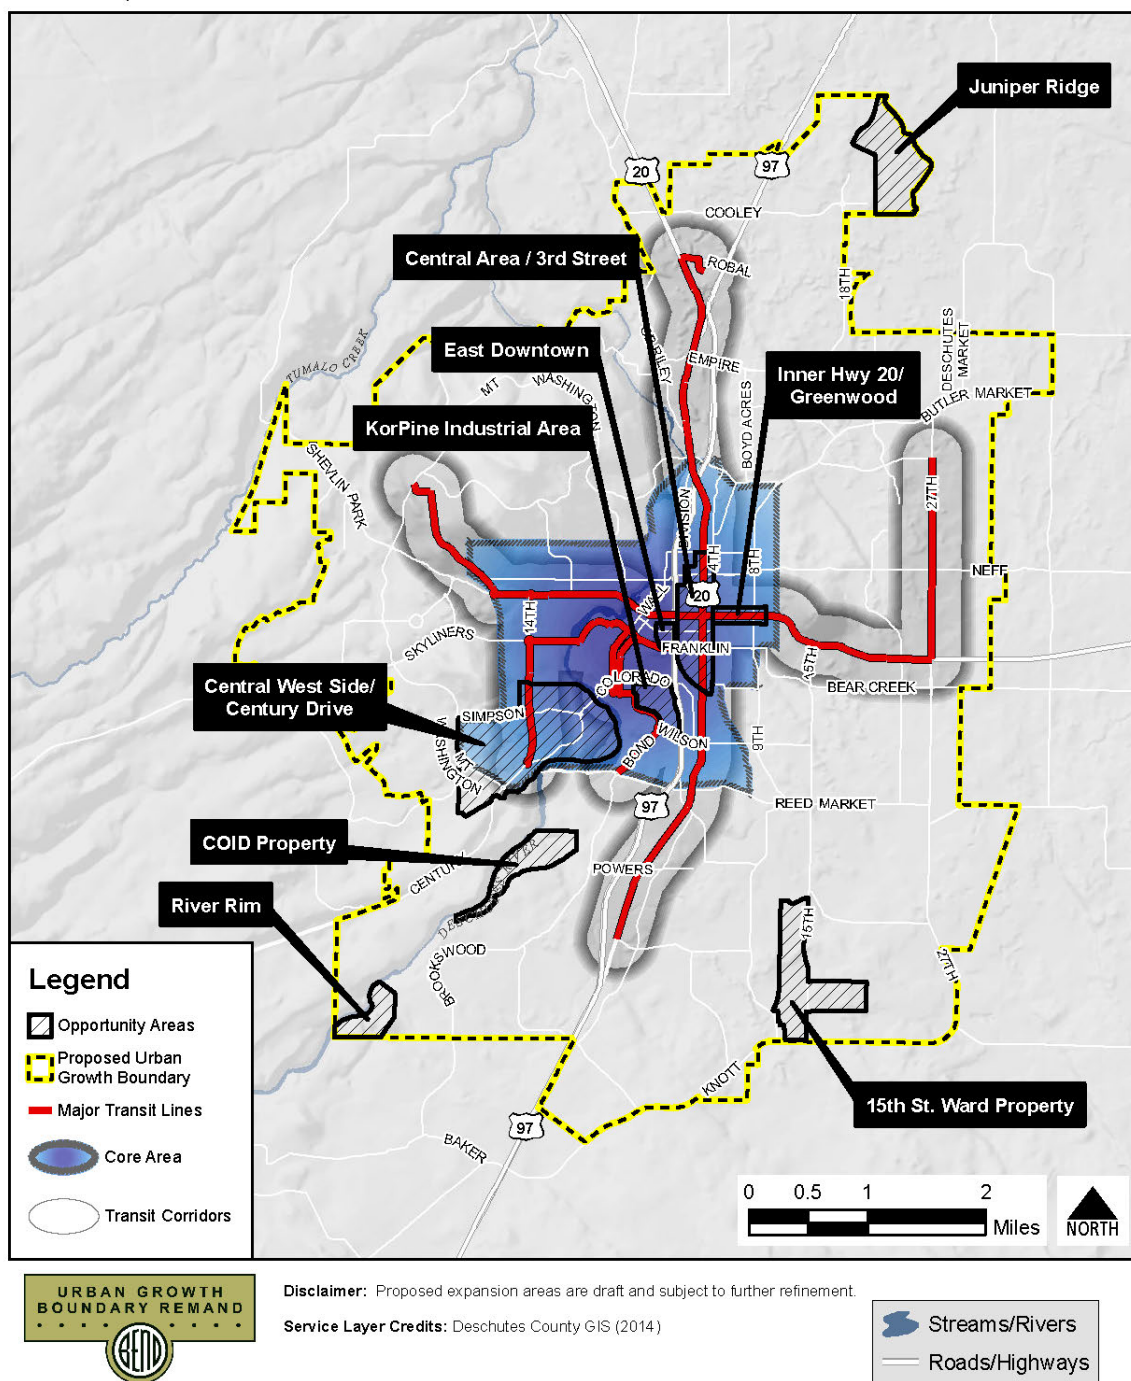 Juniper Ridge
20
97
COOLEY
Central Area / 3rd Street
ROBAL
18TH
TUMALO CREEK
East Downtown
RILEY
EMPIRE
DESCHUTES
MARKET
Inner Hwy 20/
Greenwood
MT
WASHINGTON
BUTLER MARKET
KorPine Industrial Area
BOYD ACRES
SHEVLIN PARK
27TH
DIVISION
4TH
8TH
NEFF
20
WALL
14TH
SKYLINERS
FRANKLIN
15TH
BEAR CREEK
Central West Side/
Century Drive
COLORADO
SIMPSON
WILSON
9TH
MT
WASHINGTON
BOND
97
REED MARKET
COID Property
CENTURY
RIVER
POWERS
River Rim
15TH
BROOKSWOOD
27TH
KNOTT
15th St. Ward Property
97
BAKER
Legend
Opportunity Areas
Proposed Urban
Growth Boundary
Major Transit Lines
Core Area
Transit Corridors
0 0.5 1 2
Miles
NORTH
URBAN GROWTH
BOUNDARY REMAND
BEND
Disclaimer: Proposed expansion areas are draft and subject to further refinement.
Service Layer Credits: Deschutes County GIS (2014)
Streams/Rivers
Roads/Highways